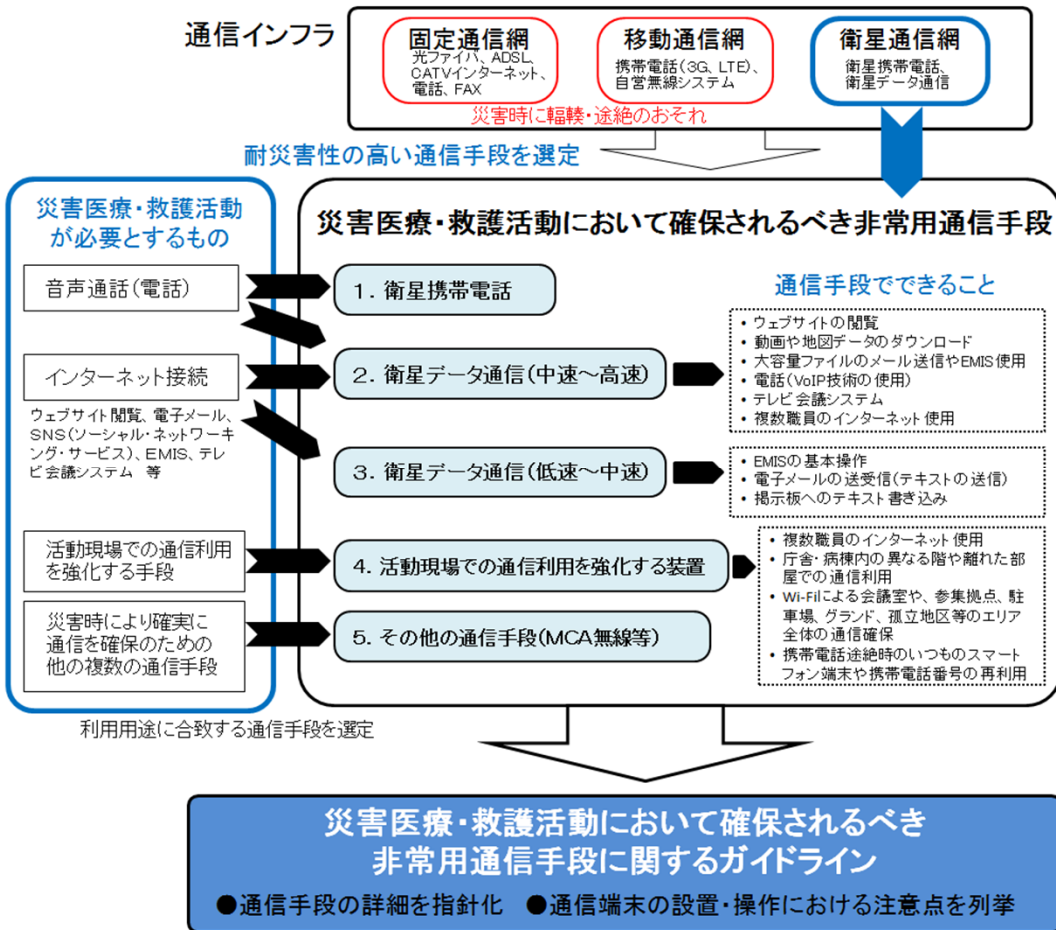 通信インフラ
固定通信網
光ファイバ、ADSL、
CATVインターネット、
電話、FAX
移動通信網
携帯電話(3G、LTE)、
自営無線システム
衛星通信網
衛星携帯電話、
衛星データ通信
災害時に輻輳・途絶のおそれ
耐災害性の高い通信手段を選定
災害医療・救護活動
が必要とするもの
音声通話(電話)
インターネット接続
ウェブサイト閲覧、電子メール、
SNS(ソーシャル・ネットワーキ
ング・サービス)、EMIS、テレ
ビ会議システム 等
活動現場での通信利用
を強化する手段
災害時により確実に
通信を確保のための
他の複数の通信手段
利用用途に合致する通信手段を選定
災害医療・救護活動において確保されるべき非常用通信手段
1. 衛星携帯電話
2. 衛星データ通信(中速～高速)
3. 衛星データ通信(低速～中速)
4. 活動現場での通信利用を強化する装置
5. その他の通信手段(MCA無線等)
通信手段でできること
• ウェブサイトの閲覧
• 動画や地図データのダウンロード
• 大容量ファイルのメール送信やEMIS使用
• 電話(VoIP技術の使用)
• テレビ会議システム
• 複数職員のインターネット使用
• EMISの基本操作
• 電子メールの送受信(テキストの送信)
• 掲示板へのテキスト書き込み
• 複数職員のインターネット使用
• 庁舎・病棟内の異なる階や離れた部
屋での通信利用
• Wi-Fiによる会議室や、参集拠点、駐
車場、グランド、孤立地区等のエリア
全体の通信確保
• 携帯電話途絶時のいつものスマート
フォン端末や携帯電話番号の再利用
災害医療・救護活動において確保されるべき
非常用通信手段に関するガイドライン
●通信手段の詳細を指針化 ●通信端末の設置・操作における注意点を列挙